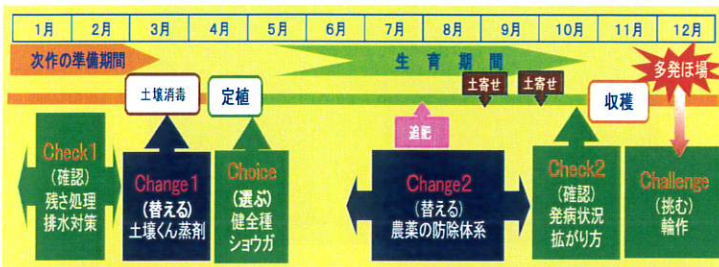 1月 2月 3月 4月 5月 6月 7月 8月 9月 10月 11月 12月
次作の準備期間
生育期間
多発ほ場
土壌消毒
定植
土寄せ
土寄せ
収穫
追肥
Check1
(確認)
残さ処理
排水対策
Change1
(替える)
土壌くん蒸剤
Choice
(選ぶ)
健全種
ショウガ
Change2
(替える)
農薬の防除体系
Check2
(確認)
発病状況
拡がり方
Challenge
(挑む)
輪作